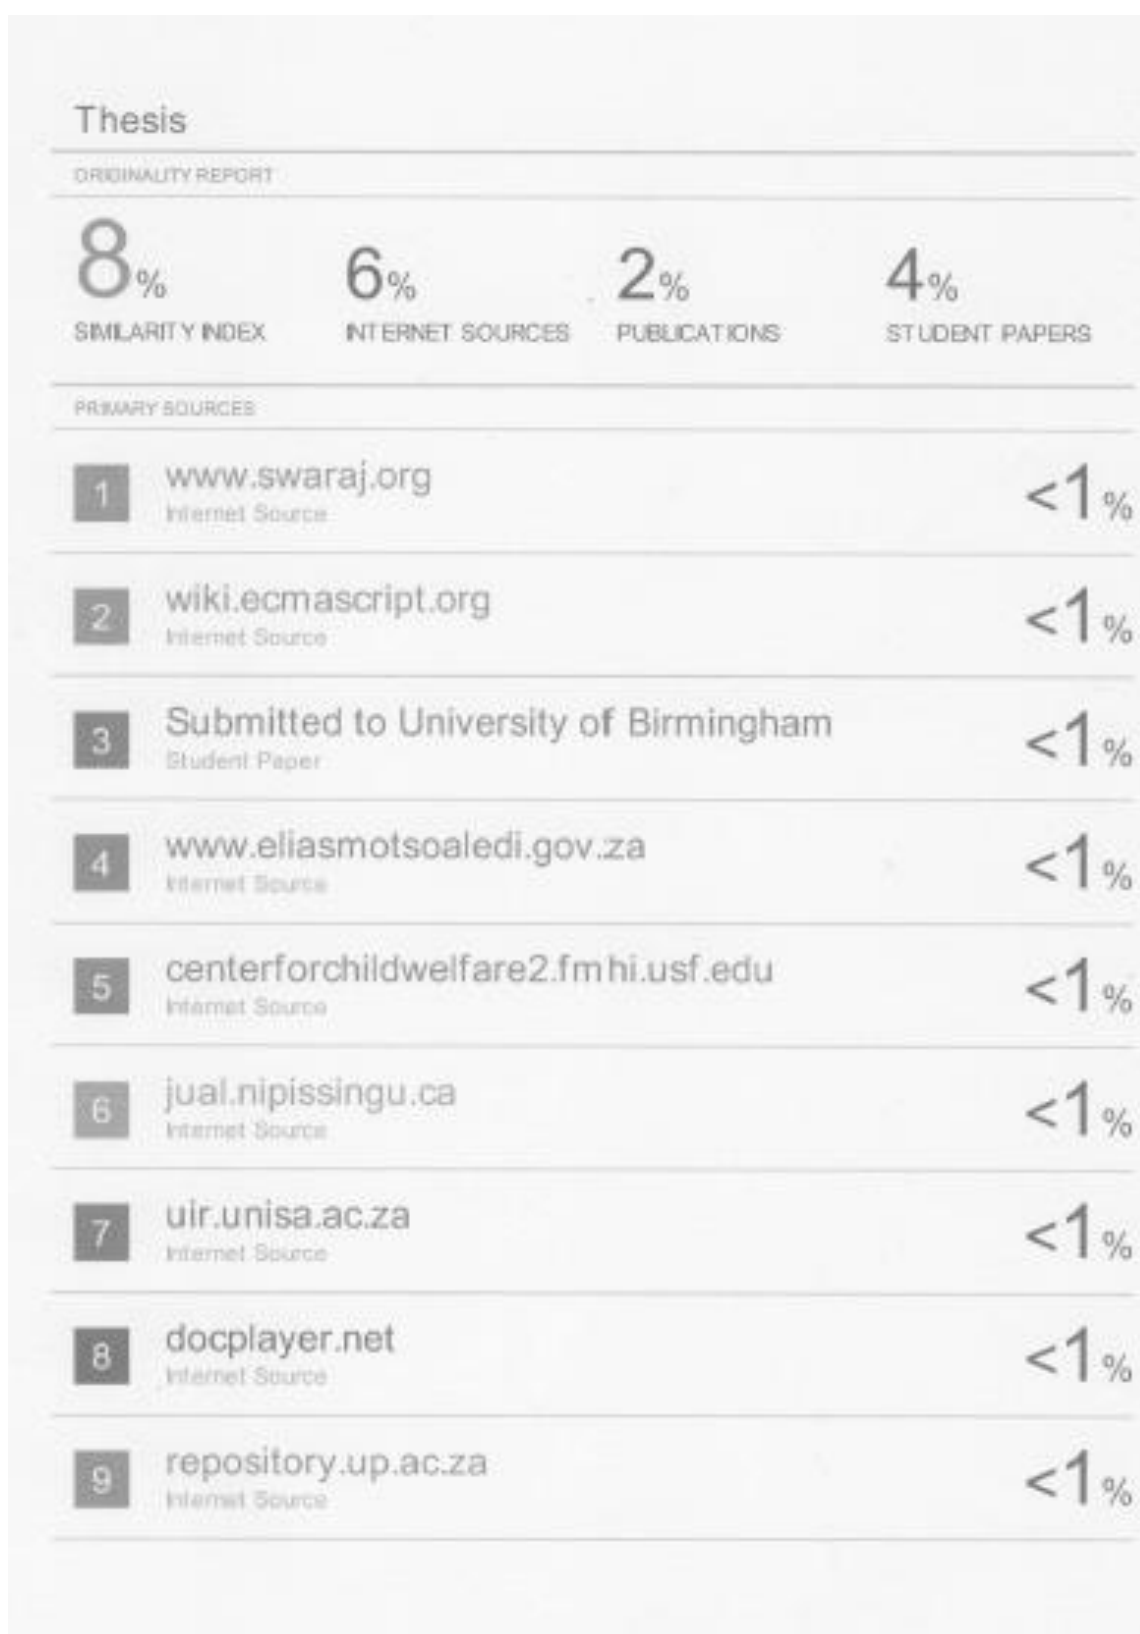 Thesis
ORIGINALITY REPORT
8% 6% 2% 4%
SIMILARITY INDEX INTERNET SOURCES PUBLICATIONS STUDENT PAPERS
PRIMARY SOURCES
1 www.swaraj.org <1%
Internet Source
2 wiki.ecmascript.org <1%
Internet Source
3 Submitted to University of Birmingham <1%
Student Paper
4 www.eliasmotsoaledi.gov.za <1%
Internet Source
5 centerforchildwelfare2.fmhi.usf.edu <1%
Internet Source
6 jual.nipissingu.ca <1%
Internet Source
7 uir.unisa.ac.za <1%
Internet Source
8 docplayer.net <1%
Internet Source
9 repository.up.ac.za <1%
Internet Source